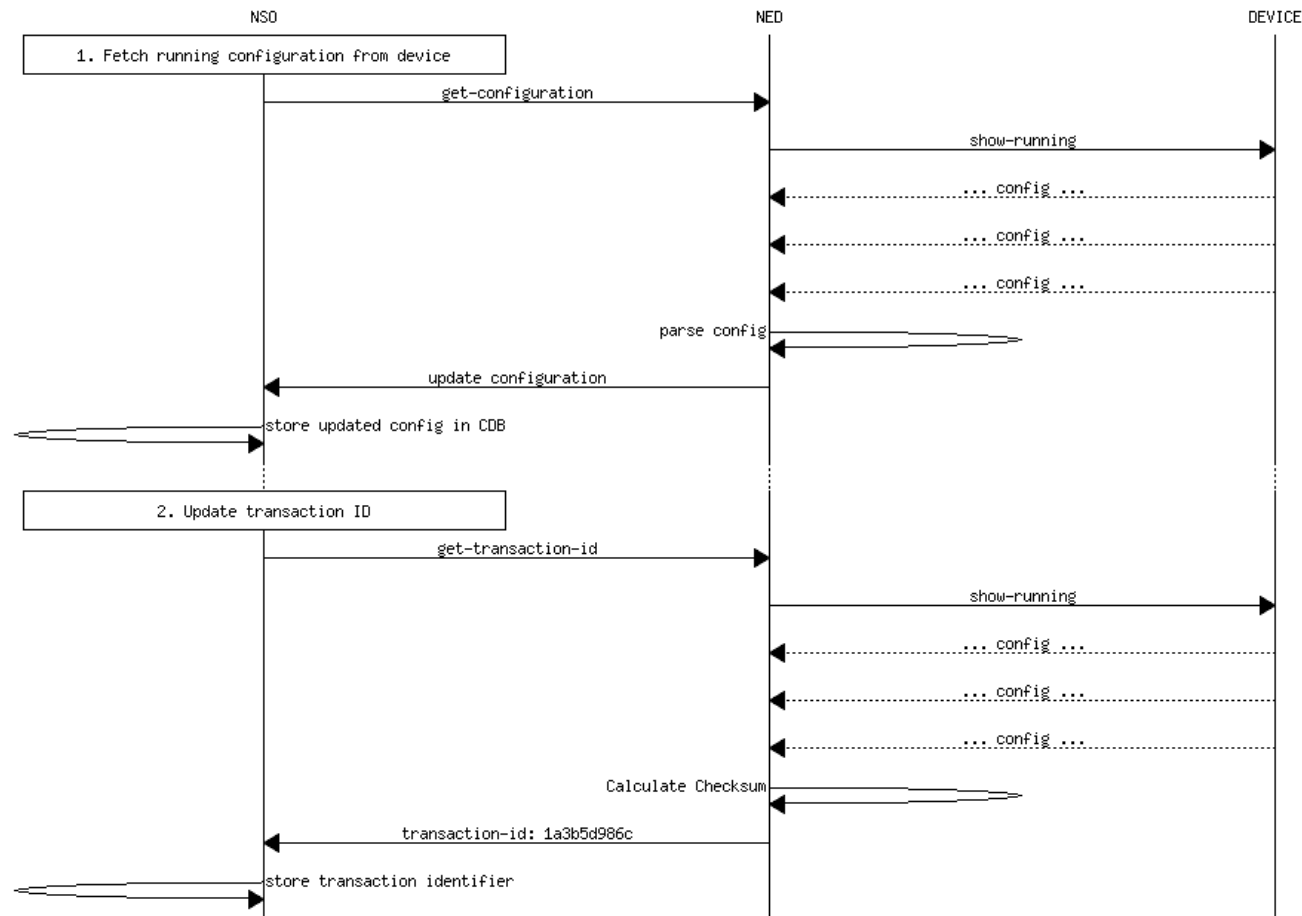 NSO NED DEVICE
1. Fetch running configuration from device
get-configuration
show-running
... config ...
... config ...
... config ...
parse config
update configuration
store updated config in CDB
2. Update transaction ID
get-transaction-id
show-running
... config ...
... config ...
... config ...
Calculate Checksum
transaction-id: 1a3b5d986c
store transaction identifier